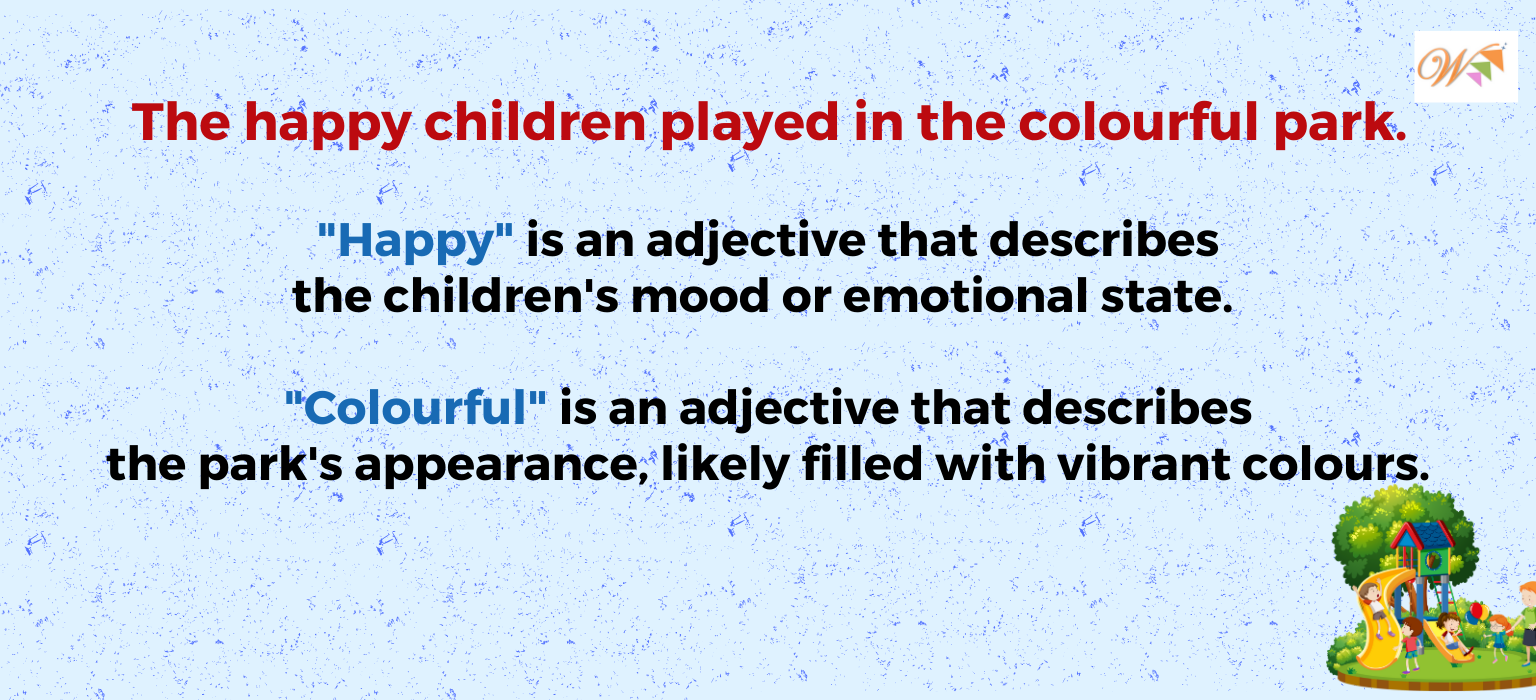 W
The happy children played in the colourful park.
"Happy" is an adjective that describes
the children's mood or emotional state.
"Colourful" is an adjective that describes
the park's appearance, likely filled with vibrant colours.